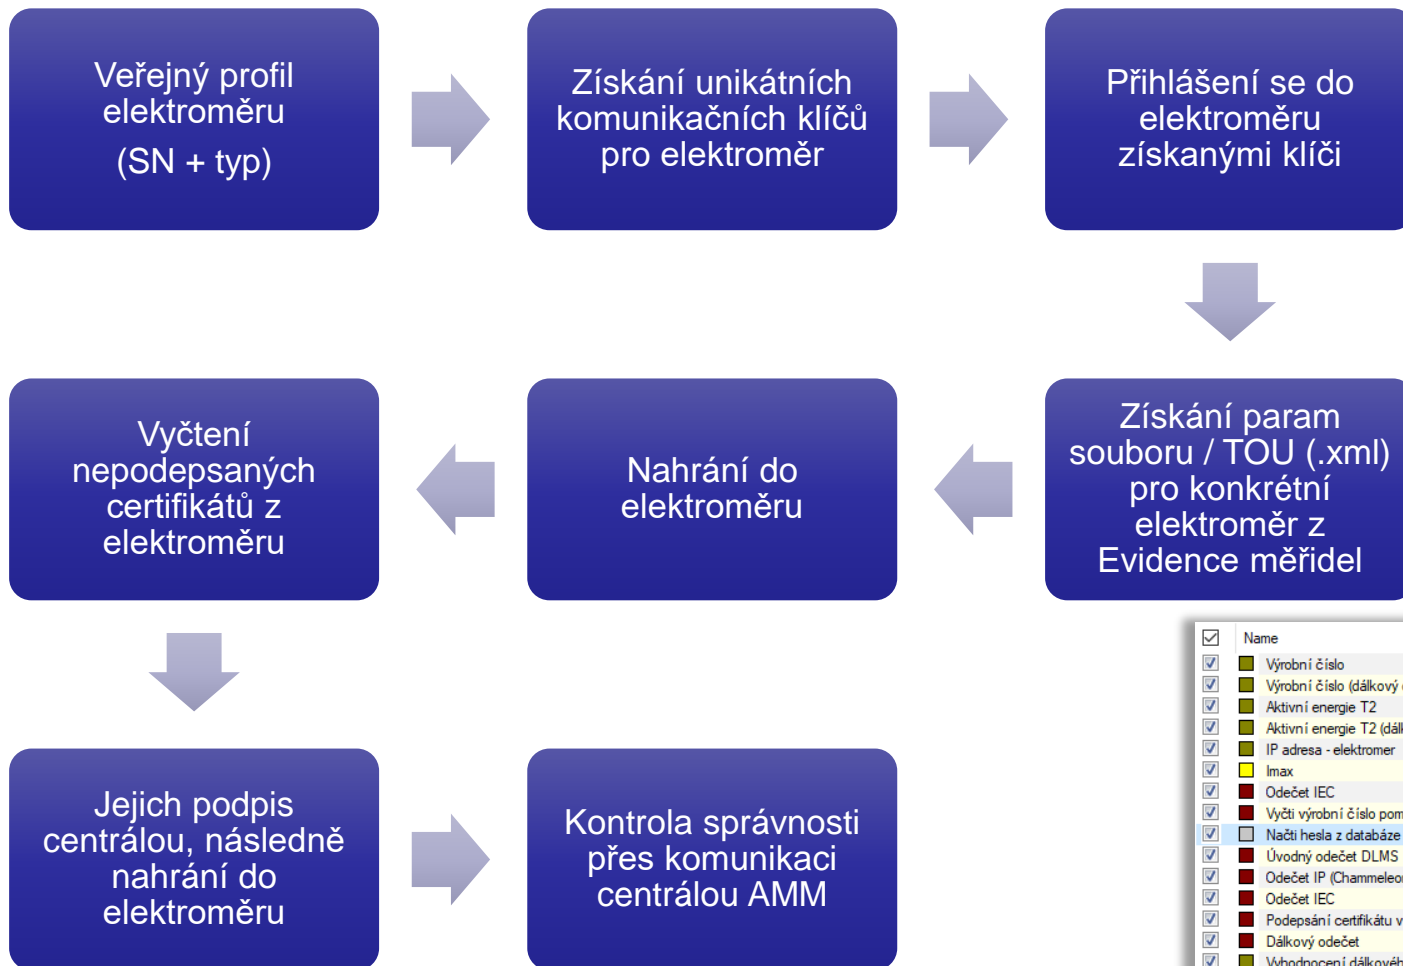 Veřejný profil
elektroměru
(SN + typ)
Získání unikátních
komunikačních klíčů
pro elektroměr
Přihlášení se do
elektroměru
získanými klíči
Získání param
souboru / TOU (.xml)
pro konkrétní
elektroměr z
Evidence měřidel
Nahrání do
elektroměru
Vyčtení
nepodepsaných
certifikátů z
elektroměru
Jejich podpis
centrálou, následně
nahrání do
elektroměru
Kontrola správnosti
přes komunikaci
centrálou AMM
Name
Výrobní číslo
Výrobní číslo (dálkový
Aktivní energie T2
Aktivní energie T2
IP adresa - elektromer
Imax
Odečet IEC
Vyčti výrobní číslo
Načti hesla z databáze
Úvodný odečet DLMS
Odečet IP
Odečet IEC
Podepsání certifikátu
Dálkový odečet
Vyhodnocení